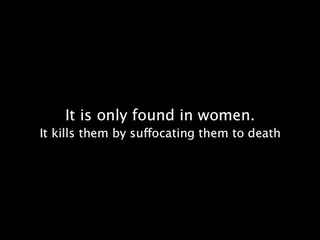 It is only found in women.
It kills them by suffocating them to death